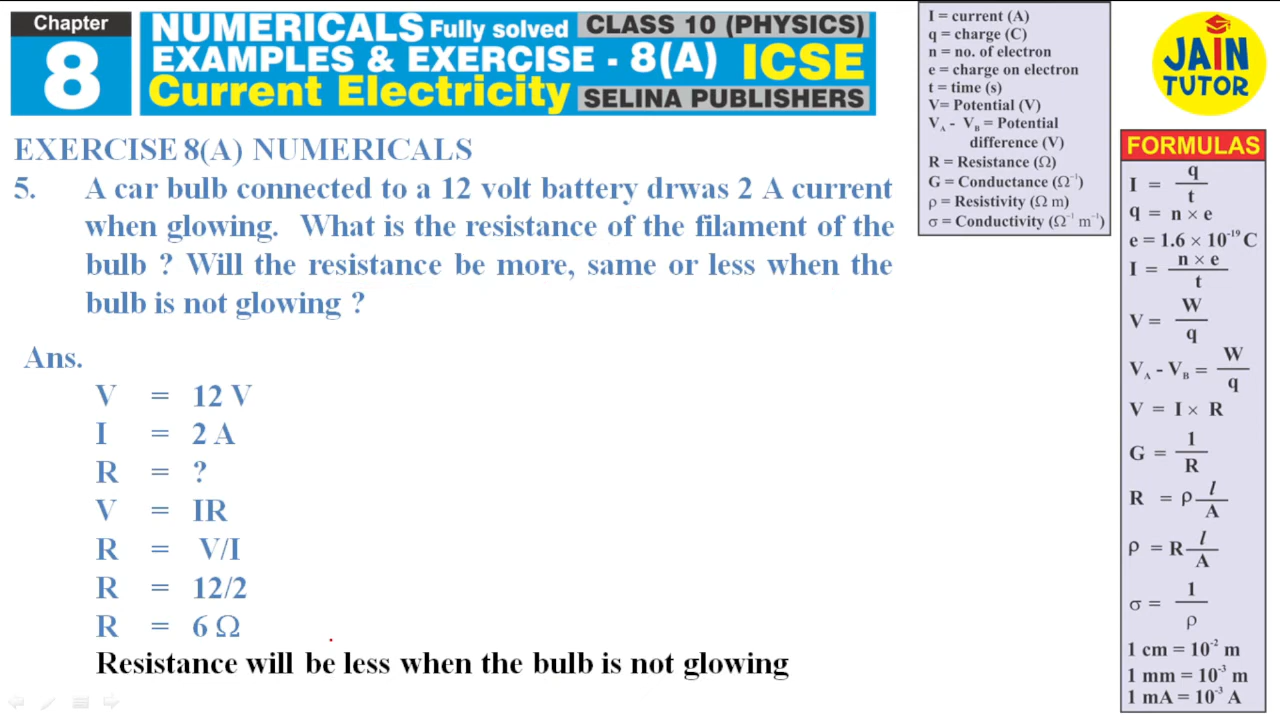 Chapter
8
NUMERICALS Fully solved
EXAMPLES & EXERCISE - 8(A)
Current Electricity
CLASS 10 (PHYSICS)
ICSE
SELINA PUBLISHERS
I = current (A)
q = charge (C)
n = no. of electron
e = charge on electron
t = time (s)
V= Potential (V)
V_A - V_B = Potential
difference (V)
R = Resistance (Ω)
G = Conductance (Ω⁻¹)
ρ = Resistivity (Ω m)
σ = Conductivity (Ω⁻¹ m⁻¹)
JAIN
TUTOR
EXERCISE 8(A) NUMERICALS
5. A car bulb connected to a 12 volt battery drwas 2 A current
when glowing. What is the resistance of the filament of the
bulb ? Will the resistance be more, same or less when the
bulb is not glowing ?
Ans.
V = 12 V
I = 2 A
R = ?
V = IR
R = V/I
R = 12/2
R = 6 Ω
Resistance will be less when the bulb is not glowing
FORMULAS
I = q/t
q = n × e
e = 1.6 × 10⁻¹⁹ C
I = n × e/t
V = W/q
V_A - V_B = W/q
V = I × R
G = 1/R
R = ρ l/A
ρ = R l/A
σ = 1/ρ
1 cm = 10⁻² m
1 mm = 10⁻³ m
1 mA = 10⁻³ A